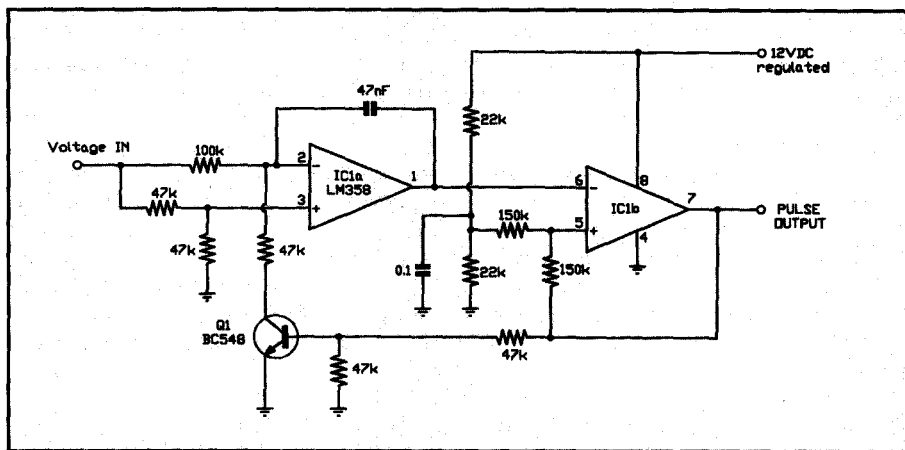 12VDC
regulated
47nF
22k
Voltage IN
100k
2
-
IC1a
LM358
1
47k
3
+
6
-
8
7
IC1b
PULSE
OUTPUT
150k
5
+
4
47k
47k
0.1
22k
150k
Q1
BC548
47k
47k